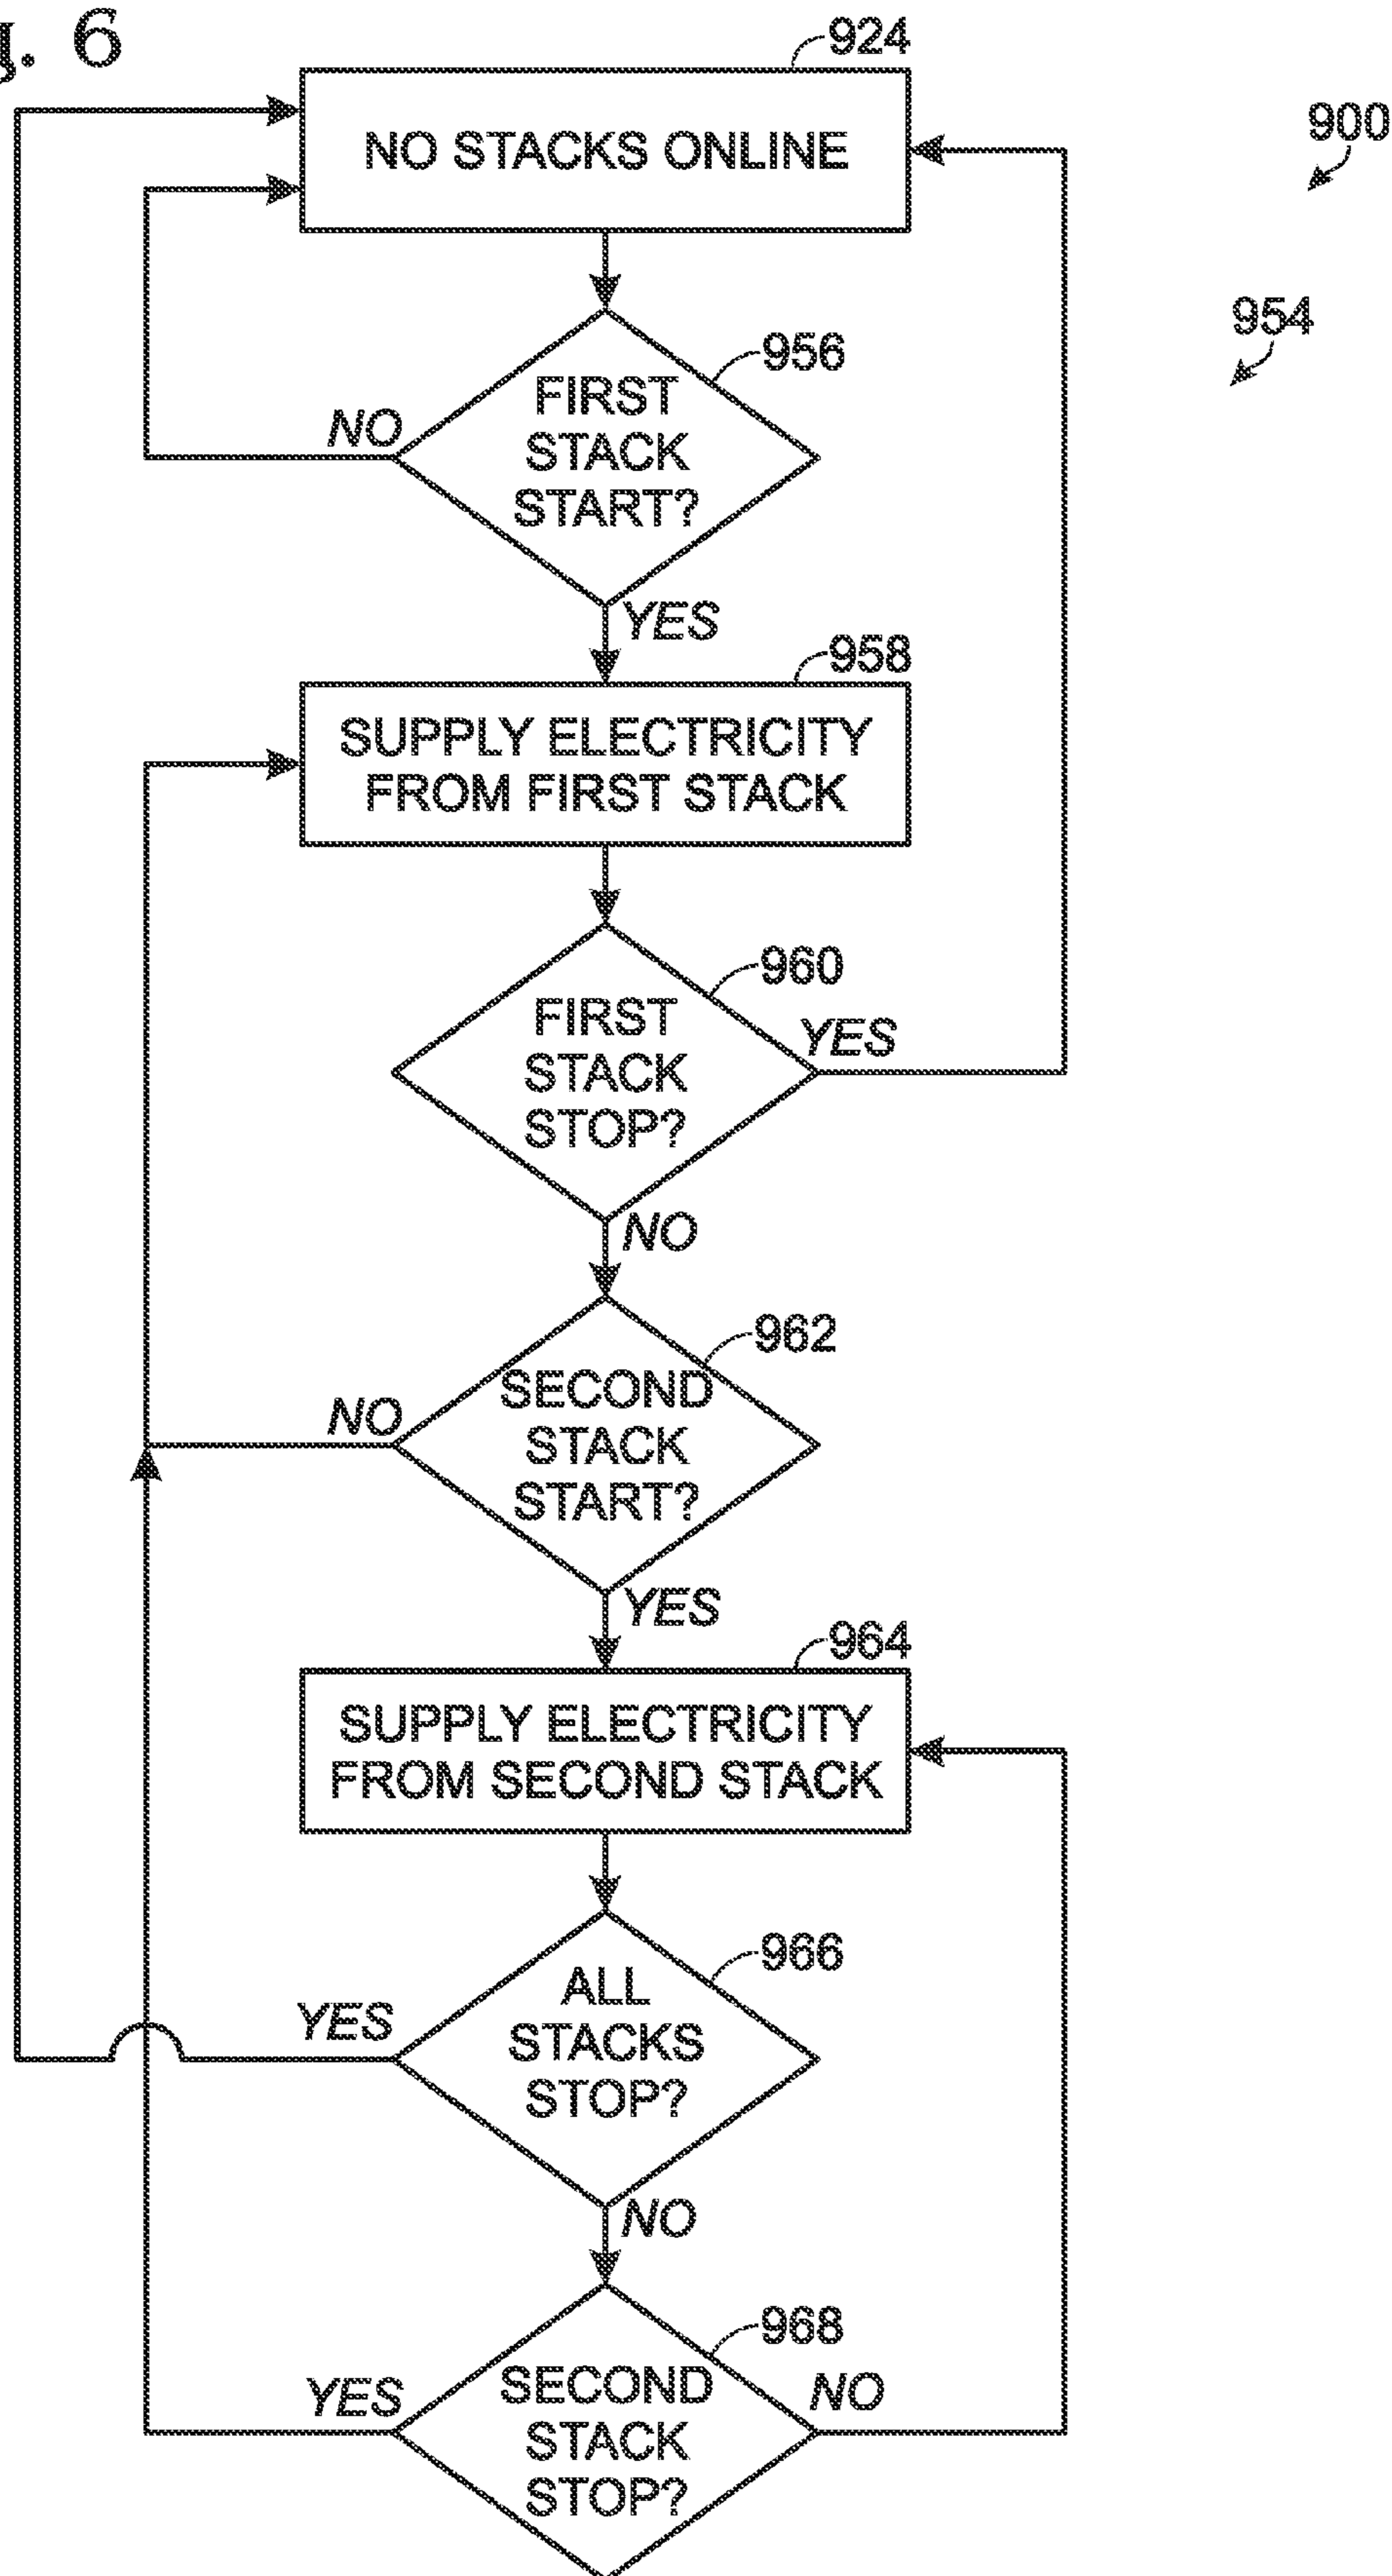 6
924
NO STACKS ONLINE
900
954
956
FIRST
STACK
START?
NO
YES
958
SUPPLY ELECTRICITY
FROM FIRST STACK
960
FIRST
STACK
STOP?
YES
NO
962
SECOND
STACK
START?
NO
YES
964
SUPPLY ELECTRICITY
FROM SECOND STACK
966
ALL
STACKS
STOP?
YES
NO
968
SECOND
STACK
STOP?
YES
NO